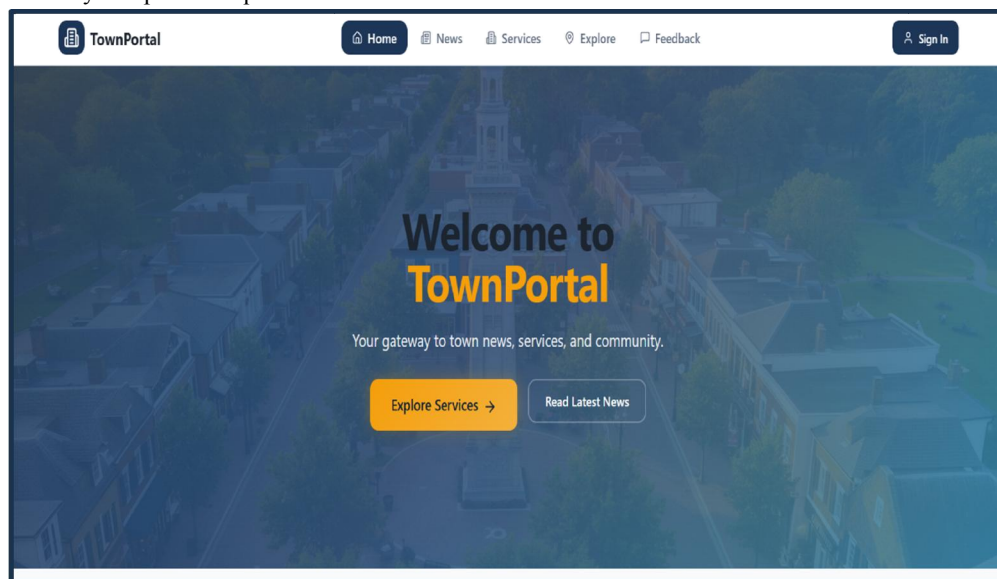 TownPortal
Home
News
Services
Explore
Feedback
Sign In
Welcome to
TownPortal
Your gateway to town news, services, and community.
Explore Services →
Read Latest News